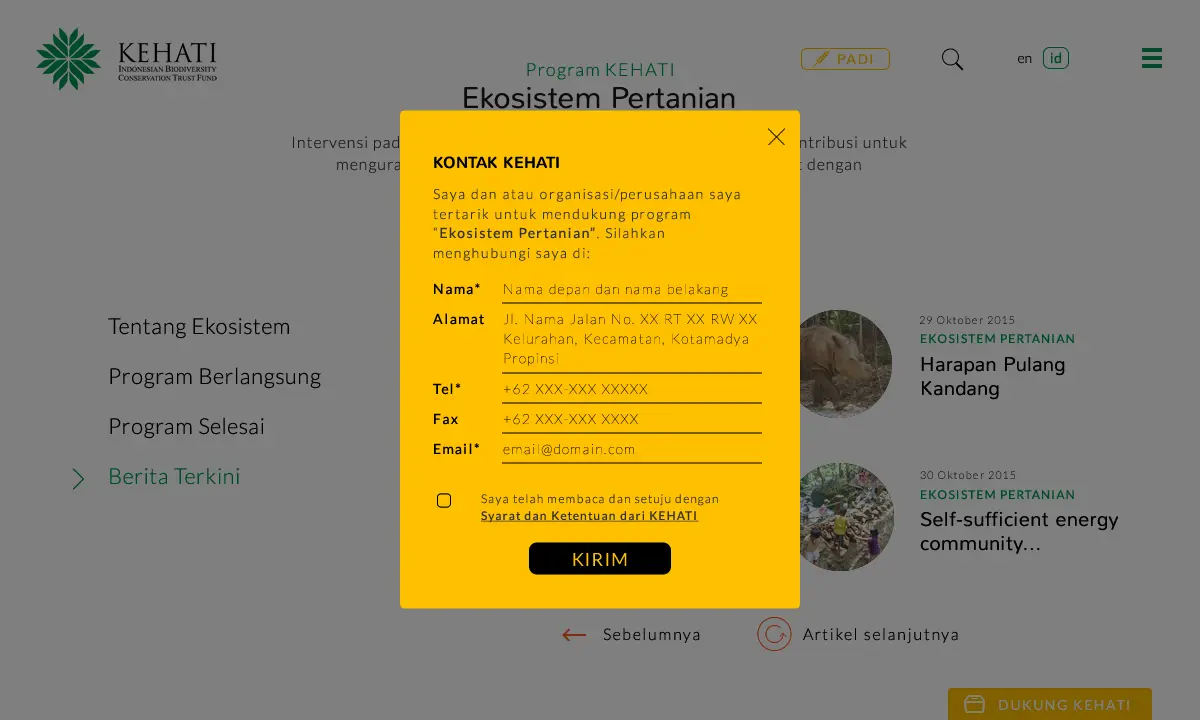 KEHATI
INDONESIAN BIODIVERSITY
CONSERVATION TRUST FUND
Program KEHATI
Ekosistem Pertanian
PADI
en id
Intervensi pad
ntribusi untuk
mengura
t dengan
KONTAK KEHATI
Saya dan atau organisasi/perusahaan saya
tertarik untuk mendukung program
“Ekosistem Pertanian”. Silahkan
menghubungi saya di:
Nama* Nama depan dan nama belakang
Alamat Jl. Nama Jalan No. XX RT XX RW XX
Kelurahan, Kecamatan, Kotamadya
Propinsi
Tel* +62 XXX-XXX XXXXX
Fax +62 XXX-XXX XXXX
Email* email@domain.com
Saya telah membaca dan setuju dengan
Syarat dan Ketentuan dari KEHATI
KIRIM
Tentang Ekosistem
Program Berlangsung
Program Selesai
Berita Terkini
29 Oktober 2015
EKOSISTEM PERTANIAN
Harapan Pulang
Kandang
30 Oktober 2015
EKOSISTEM PERTANIAN
Self-sufficient energy
community...
Sebelumnya
Artikel selanjutnya
DUKUNG KEHATI